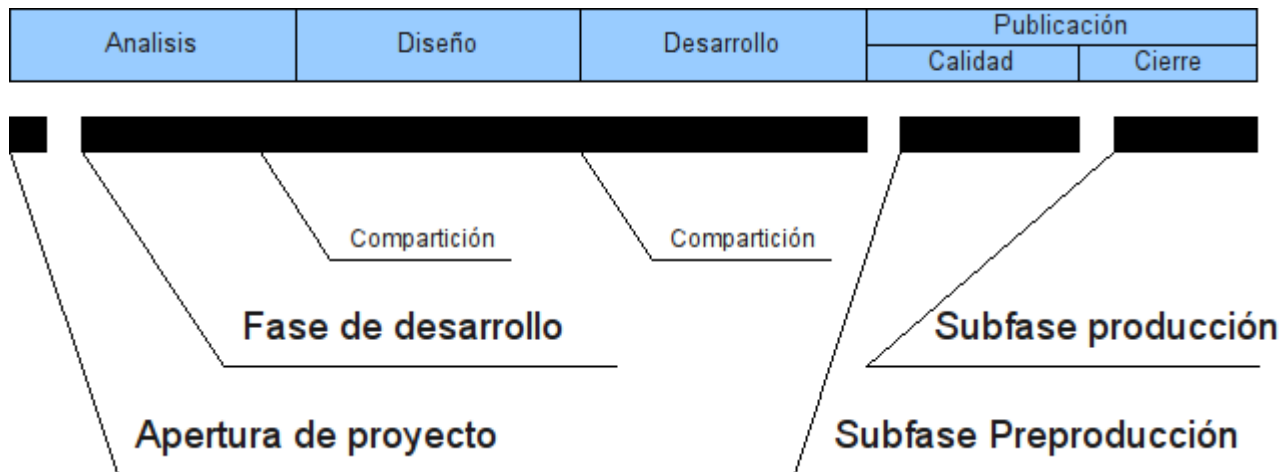 Analisis
Diseño
Desarrollo
Publicación
Calidad
Cierre
Compartición
Compartición
Fase de desarrollo
Subfase producción
Apertura de proyecto
Subfase Preproducción